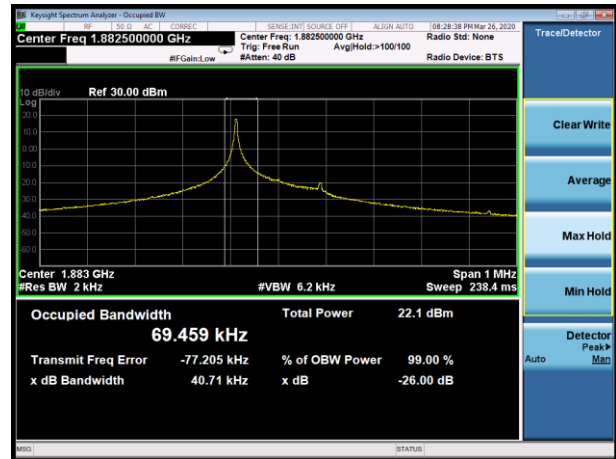 Keysight Spectrum Analyzer - Occupied BW
RF 50 Ω AC CORREC SENSE:INT SOURCE OFF ALIGN AUTO 08:28:38 PM Mar 26, 2020
Center Freq 1.882500000 GHz
Center Freq: 1.882500000 GHz Radio Std: None
Trig: Free Run Avg|Hold:>100/100
#IFGain:Low #Atten: 40 dB Radio Device: BTS
Trace/Detector
10 dB/div Ref 30.00 dBm
Log
20.0
10.0
0.00
-10.0
-20.0
-30.0
-40.0
-50.0
-60.0
Center 1.883 GHz Span 1 MHz
#Res BW 2 kHz #VBW 6.2 kHz Sweep 238.4 ms
Clear Write
Average
Max Hold
Min Hold
Detector
Peak▶
Auto Man
Occupied Bandwidth Total Power 22.1 dBm
69.459 kHz
Transmit Freq Error -77.205 kHz % of OBW Power 99.00 %
x dB Bandwidth 40.71 kHz x dB -26.00 dB
MSG STATUS